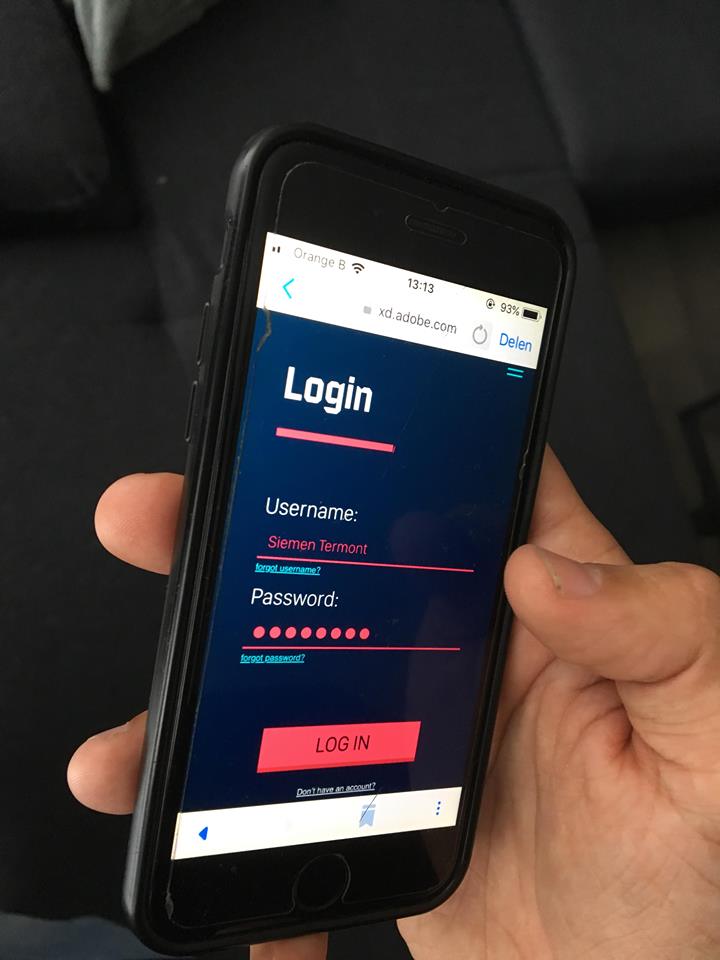 Orange B 13:13 93%
xd.adobe.com Delen
Login
Username:
Siemen Termont
forgot username?
Password:
forgot password?
LOG IN
Don't have an account?